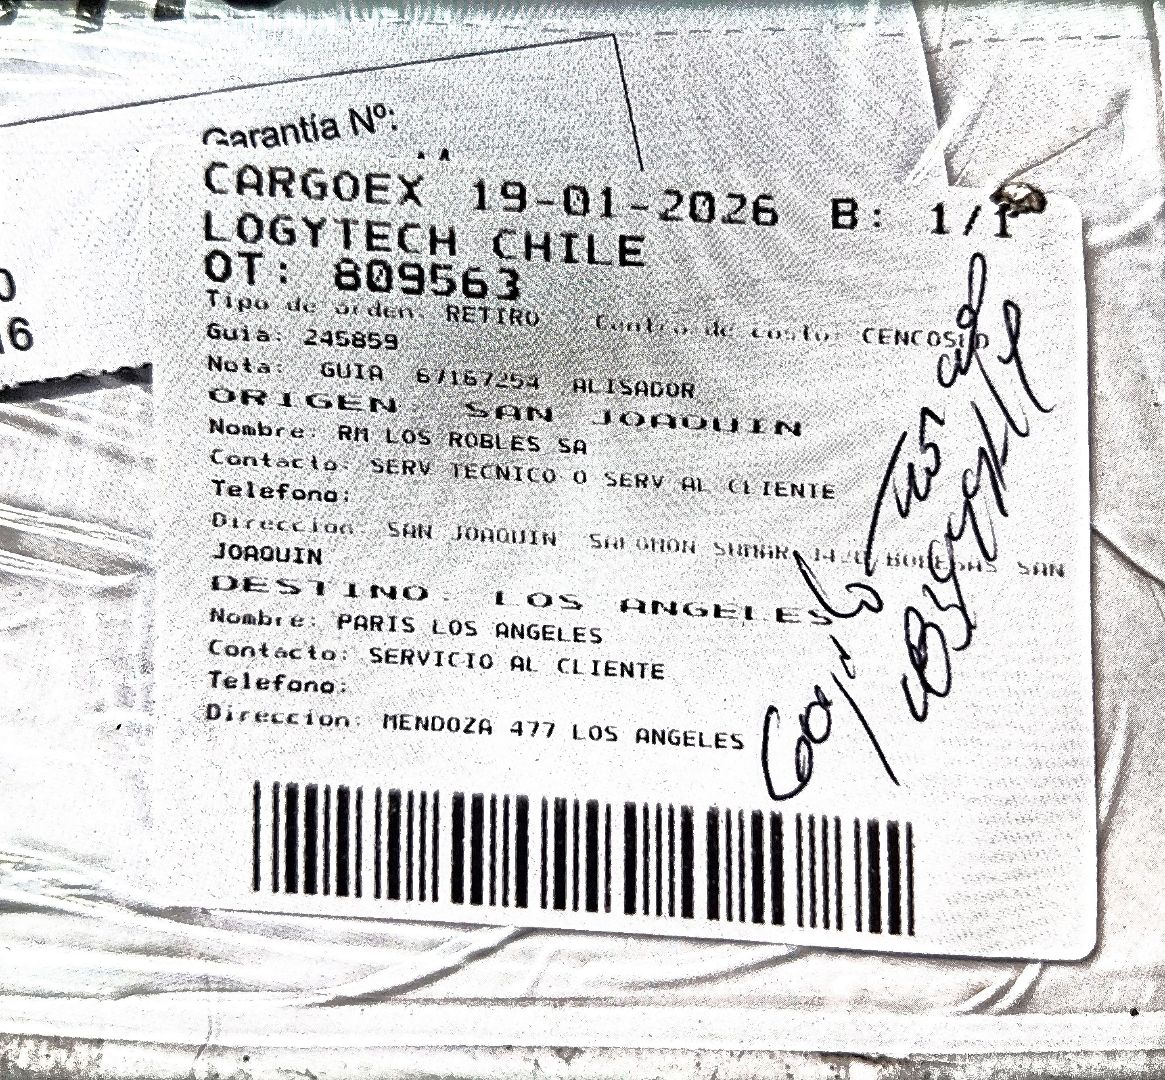 Garantía Nº:
CARGOEX 19-01-2026 B: 1/1
LOGYTECH CHILE
OT: 809563
Tipo de orden: RETIRO Centro de costo: CENCOSUD
Guia: 245859
Nota: GUIA 67167254 ALISADOR
ORIGEN: SAN JOAQUIN
Nombre: RM LOS ROBLES SA
Contacto: SERV TECNICO O SERV AL CLIENTE
Telefono:
Direccion: SAN JOAQUIN SALOMON SUMAR BODEGAS SAN
JOAQUIN
DESTINO: LOS ANGELES
Nombre: PARIS LOS ANGELES
Contacto: SERVICIO AL CLIENTE
Telefono:
Direccion: MENDOZA 477 LOS ANGELES